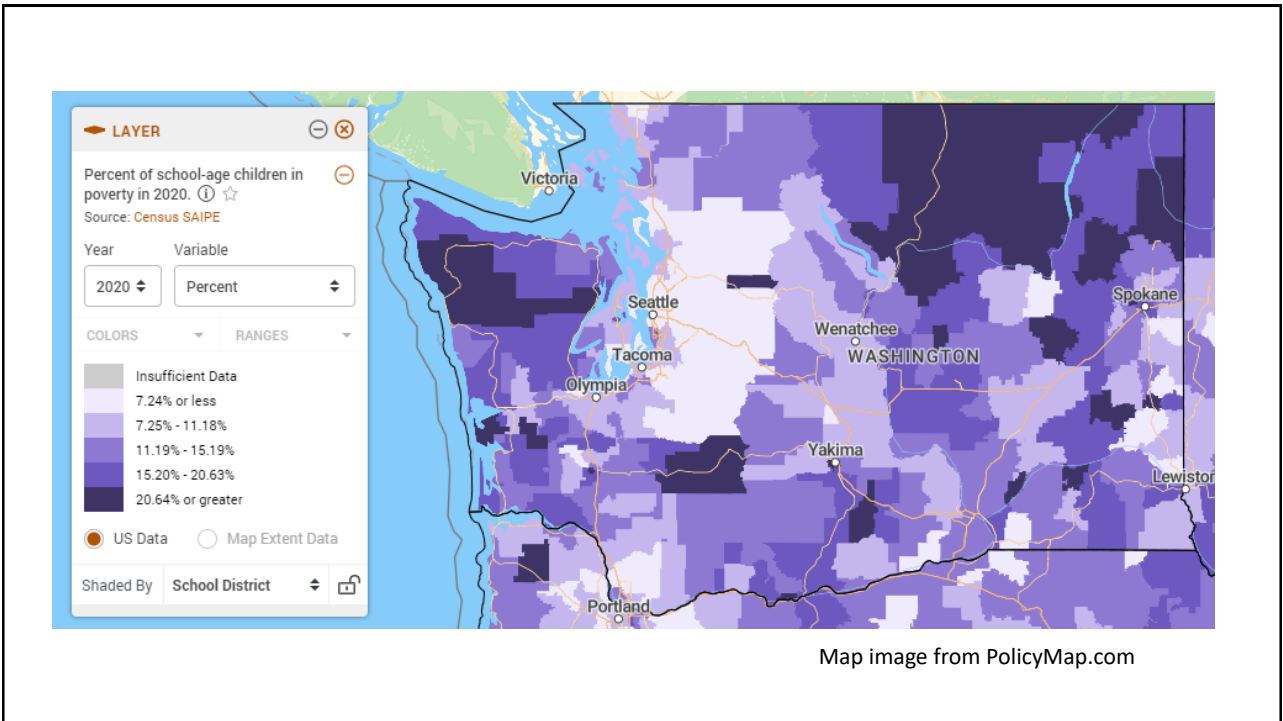 LAYER
Percent of school-age children in
poverty in 2020.
Source: Census SAIPE
Year Variable
2020 Percent
COLORS RANGES
Insufficient Data
7.24% or less
7.25% - 11.18%
11.19% - 15.19%
15.20% - 20.63%
20.64% or greater
US Data Map Extent Data
Shaded By School District
Victoria
Seattle
Spokane
Wenatchee
WASHINGTON
Tacoma
Olympia
Yakima
Lewiston
Portland
Map image from PolicyMap.com